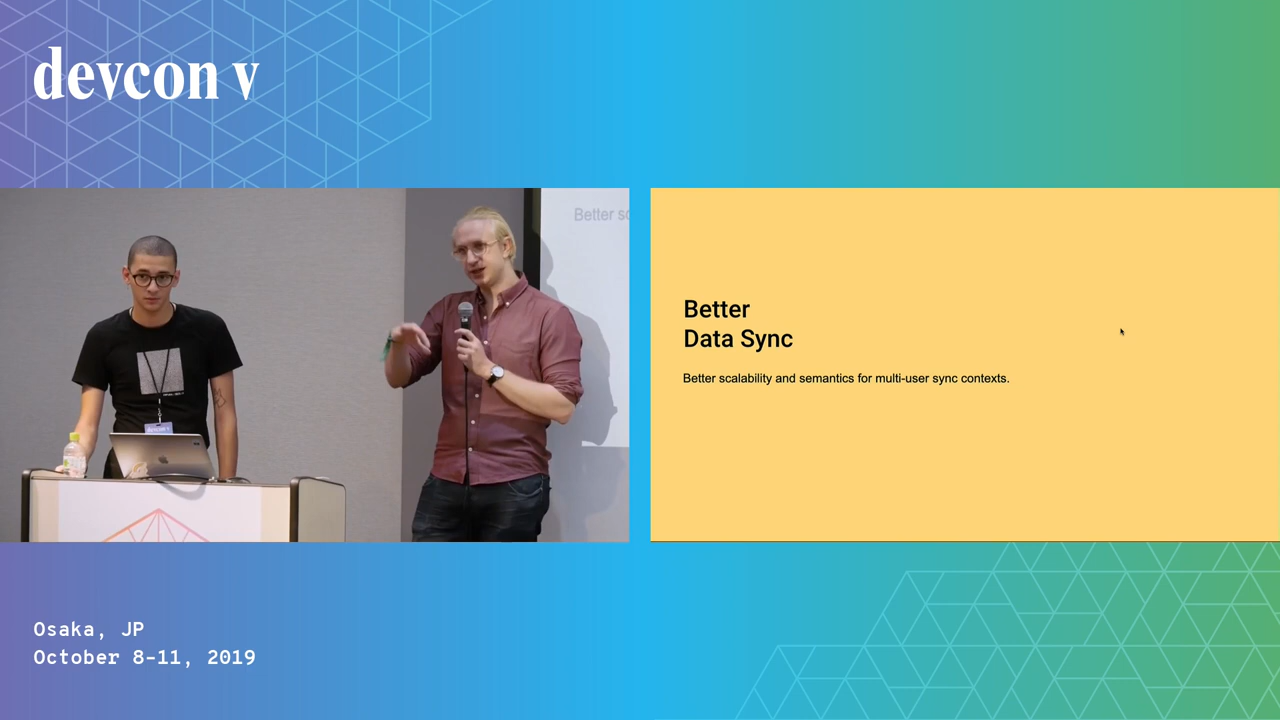 devcon v
Better sc
Better
Data Sync
Better scalability and semantics for multi-user sync contexts.
Osaka, JP
October 8-11, 2019